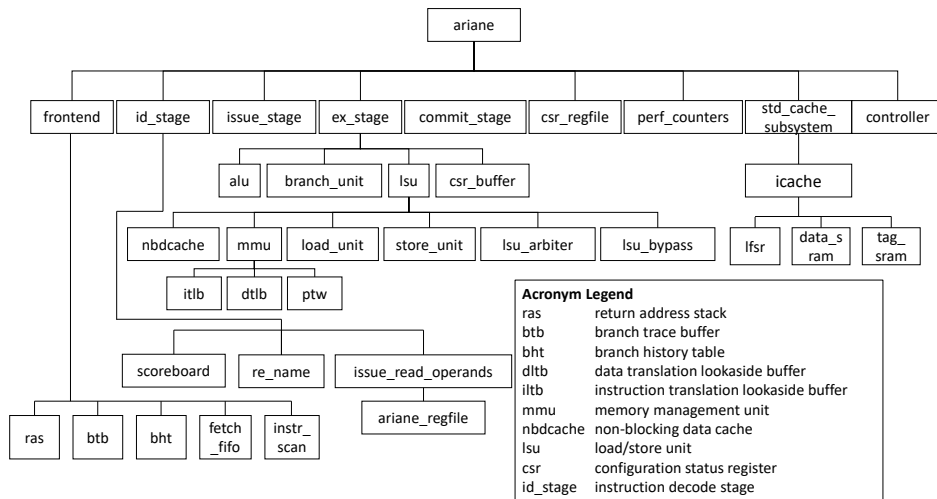 ariane
frontend
id_stage
issue_stage
ex_stage
commit_stage
csr_regfile
perf_counters
std_cache_
subsystem
controller
alu
branch_unit
lsu
csr_buffer
icache
nbdcache
mmu
load_unit
store_unit
lsu_arbiter
lsu_bypass
lfsr
data_s
ram
tag_
sram
itlb
dtlb
ptw
scoreboard
re_name
issue_read_operands
ariane_regfile
ras
btb
bht
fetch
_fifo
instr_
scan
Acronym Legend
ras return address stack
btb branch trace buffer
bht branch history table
dltb data translation lookaside buffer
iltb instruction translation lookaside buffer
mmu memory management unit
nbdcache non-blocking data cache
lsu load/store unit
csr configuration status register
id_stage instruction decode stage